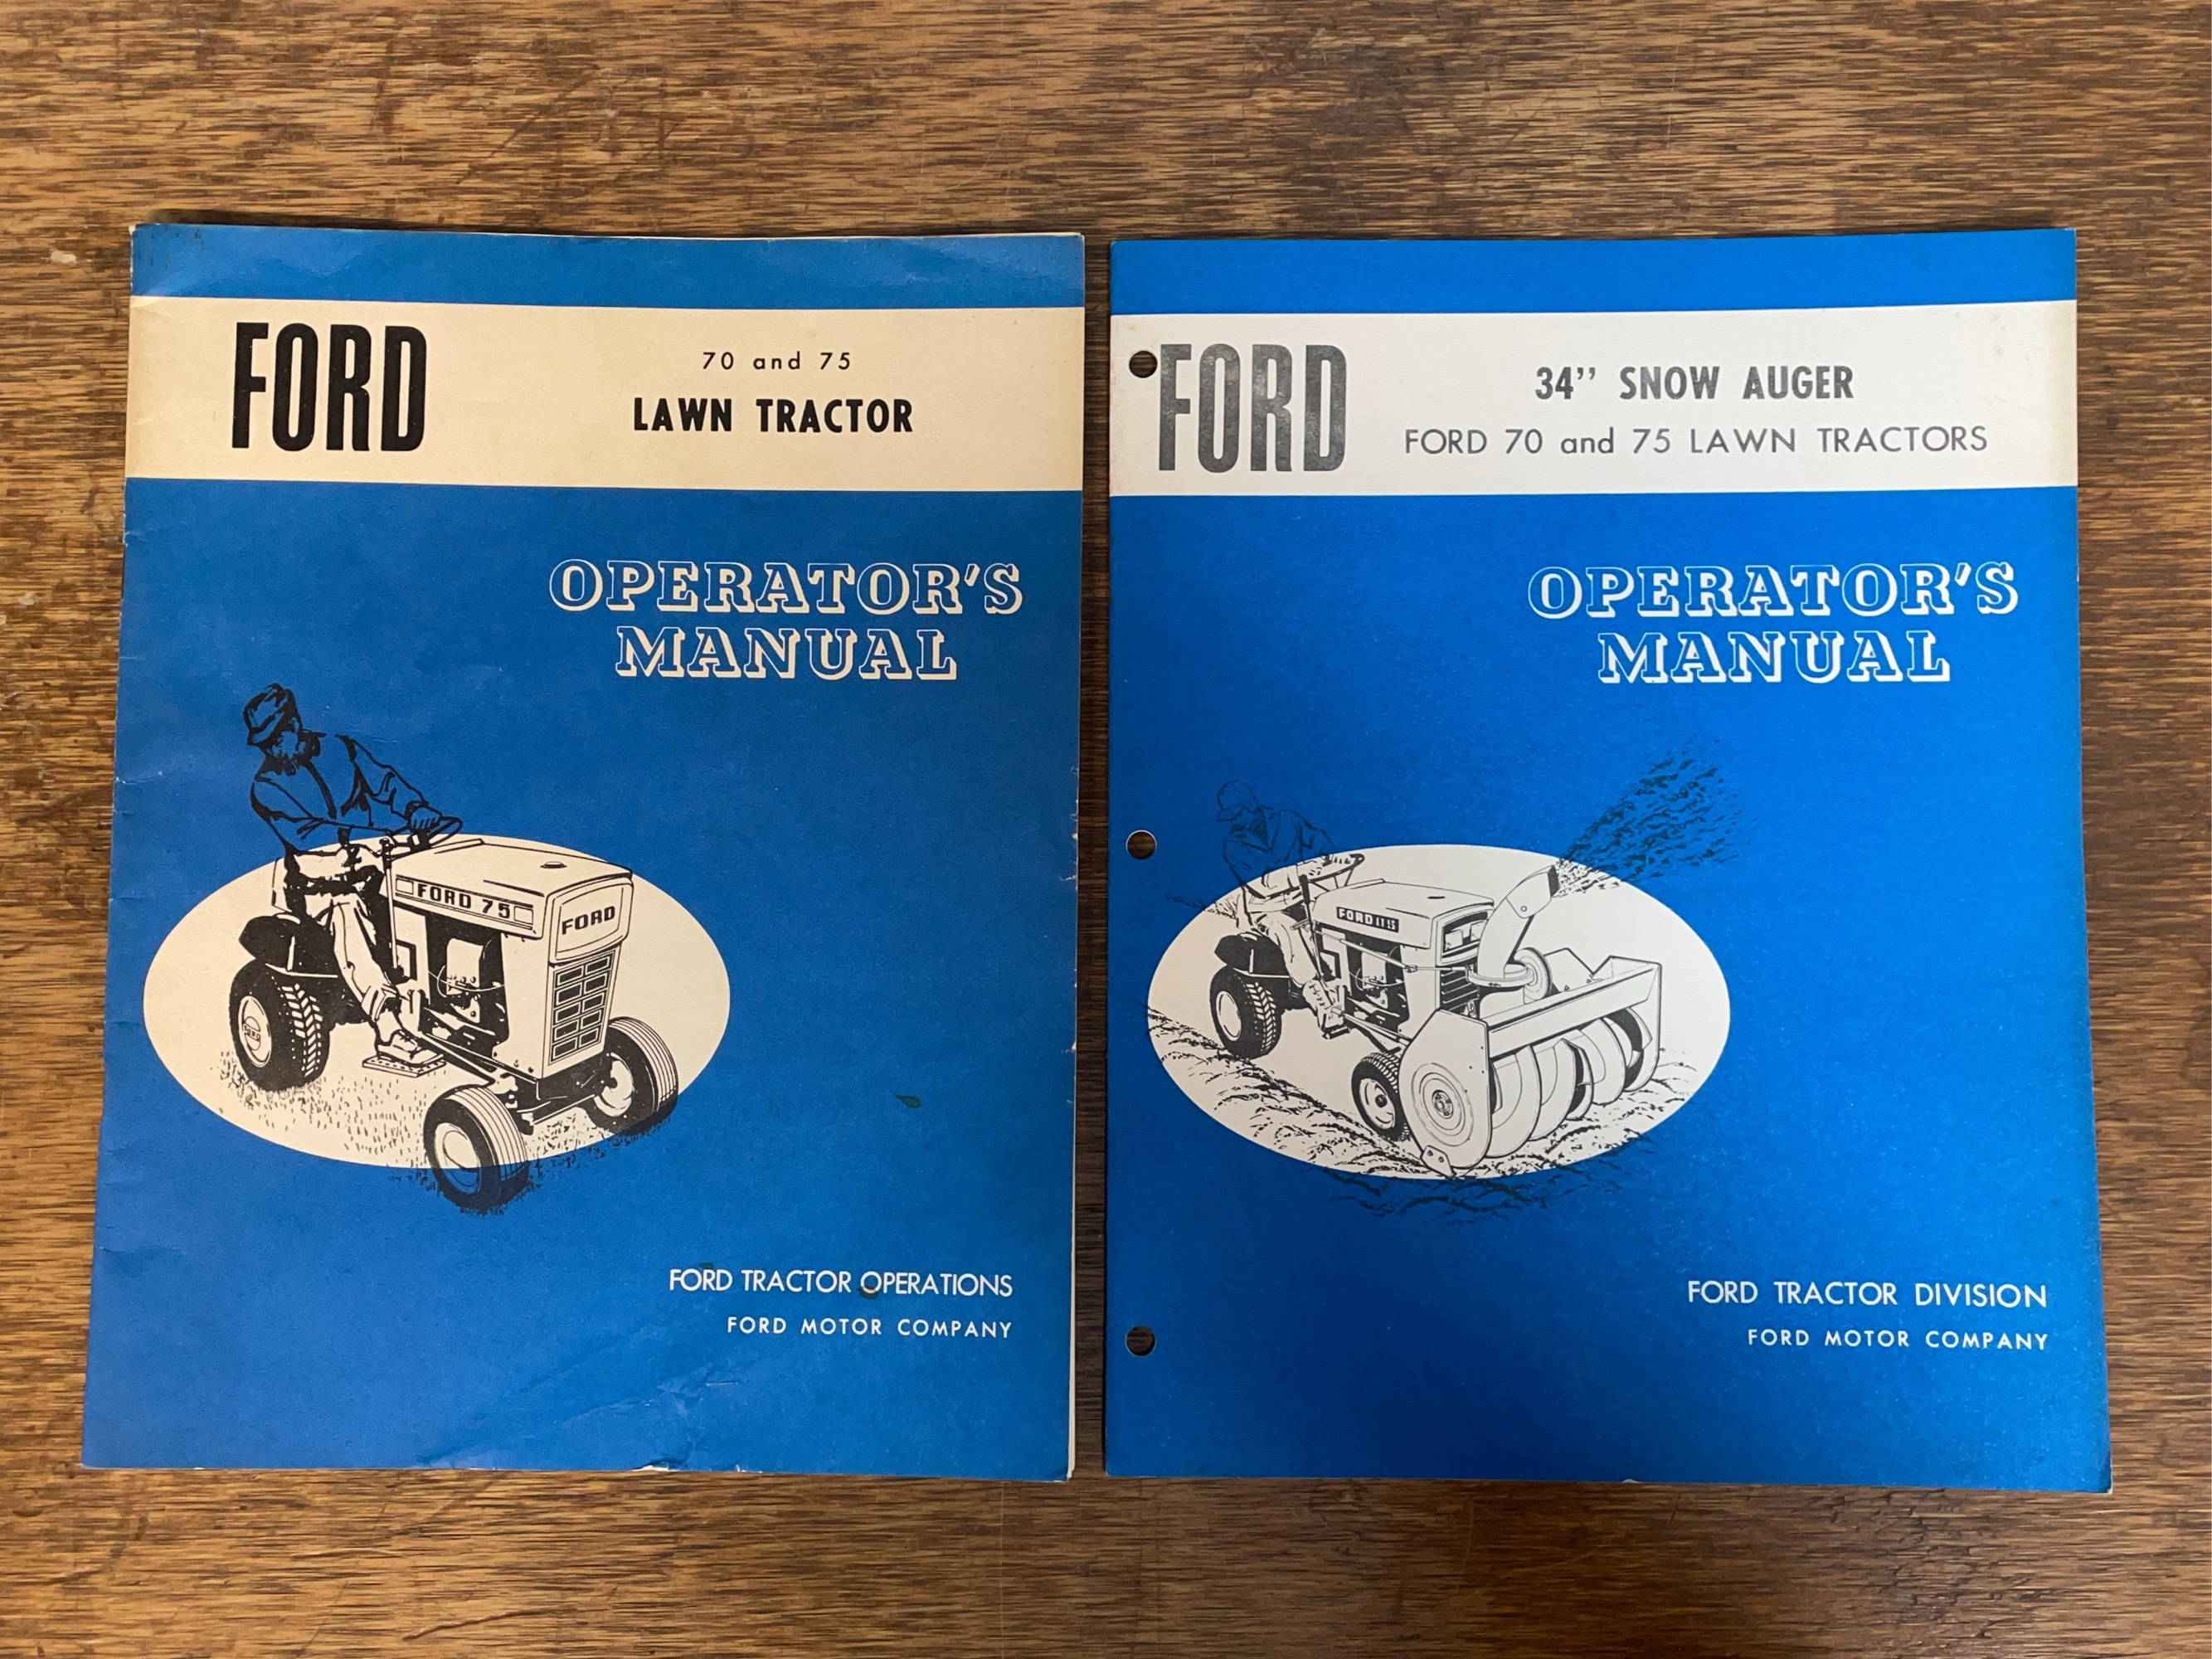 FORD
70 and 75
LAWN TRACTOR
OPERATOR'S
MANUAL
FORD 75
FORD
FORD TRACTOR OPERATIONS
FORD MOTOR COMPANY
FORD
34" SNOW AUGER
FORD 70 and 75 LAWN TRACTORS
OPERATOR'S
MANUAL
FORD
FORD TRACTOR DIVISION
FORD MOTOR COMPANY